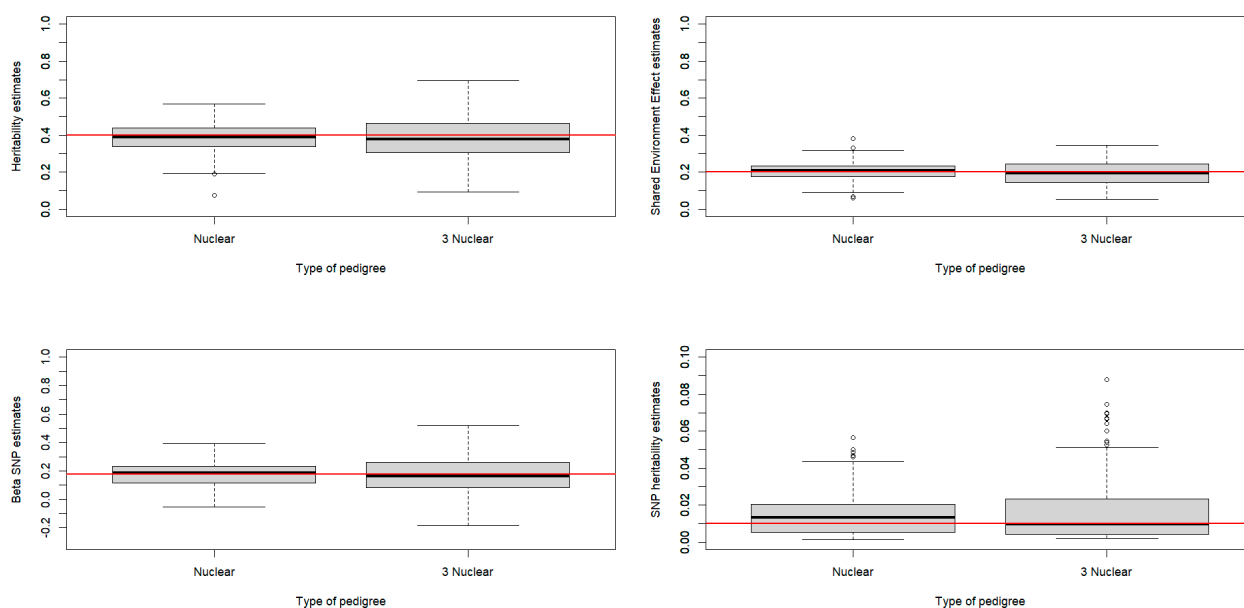 Heritability estimates
1.0
0.8
0.6
0.4
0.2
0.0
Nuclear 3 Nuclear
Type of pedigree
Shared Environment Effect estimates
1.0
0.8
0.6
0.4
0.2
0.0
Nuclear 3 Nuclear
Type of pedigree
Beta SNP estimates
1.0
0.8
0.6
0.4
0.2
0.0
-0.2
Nuclear 3 Nuclear
Type of pedigree
SNP heritability estimates
0.10
0.08
0.06
0.04
0.02
0.00
Nuclear 3 Nuclear
Type of pedigree